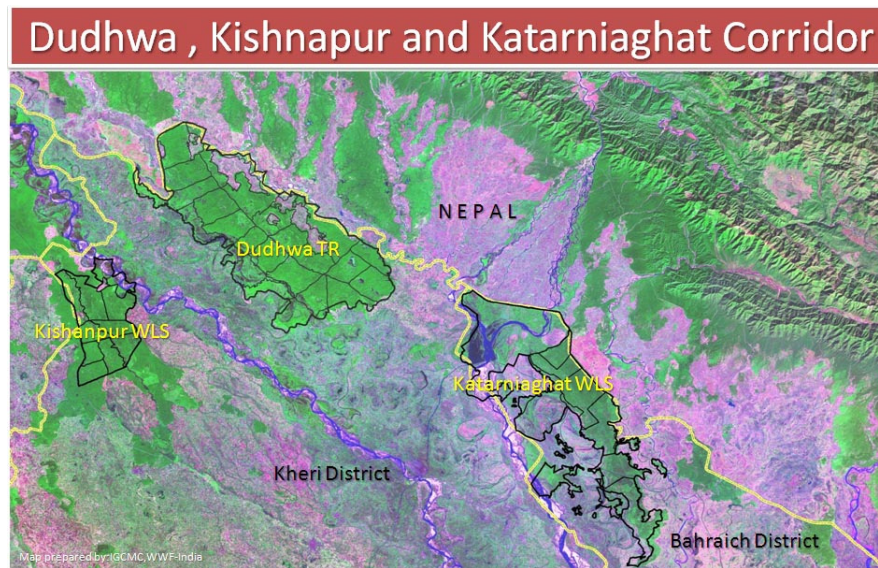 Dudhwa , Kishnapur and Katarniaghat Corridor
N E P A L
Dudhwa TR
Kishanpur WLS
Katarniaghat WLS
Kheri District
Bahraich District
Map prepared by:IGCMC,WWF-India